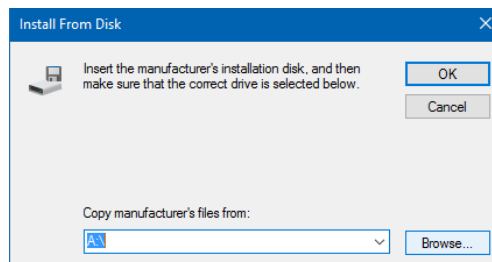 Install From Disk
Insert the manufacturer's installation disk, and then
make sure that the correct drive is selected below.
OK
Cancel
Copy manufacturer's files from:
A:\
Browse...